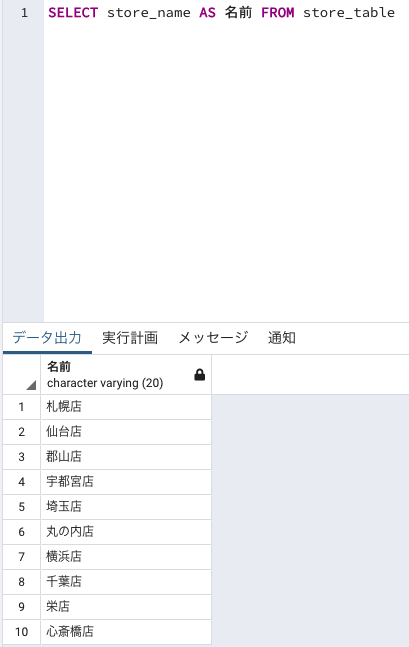 1 SELECT store_name AS 名前 FROM store_table
データ出力 実行計画 メッセージ 通知
名前
character varying (20)
1 札幌店
2 仙台店
3 郡山店
4 宇都宮店
5 埼玉店
6 丸の内店
7 横浜店
8 千葉店
9 栄店
10 心斎橋店